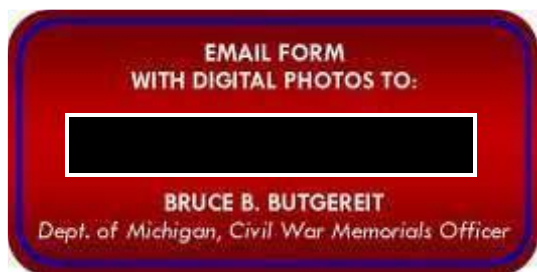 EMAIL FORM
WITH DIGITAL PHOTOS TO:
BRUCE B. BUTGEREIT
Dept. of Michigan, Civil War Memorials Officer